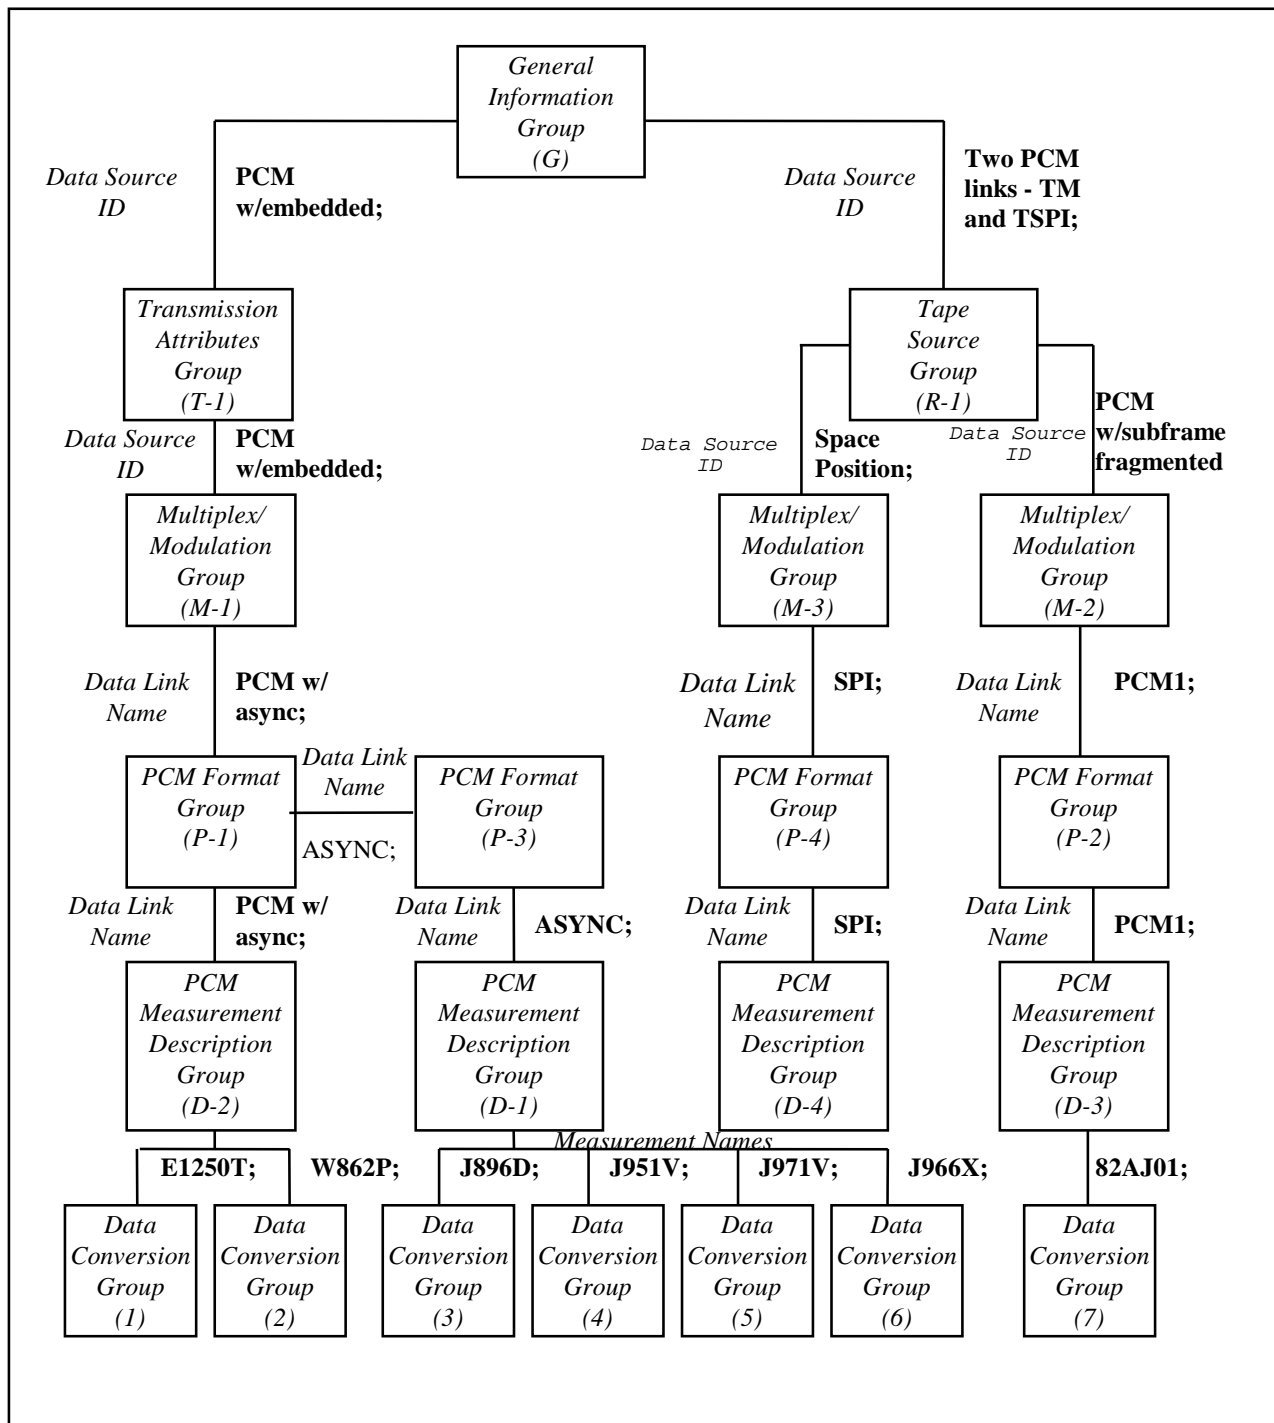 General
Information
Group
(G)
Data Source
ID
PCM
w/embedded;
Data Source
ID
Two PCM
links - TM
and TSPI;
Transmission
Attributes
Group
(T-1)
Tape
Source
Group
(R-1)
Data Source
ID
PCM
w/embedded;
Data Source
ID
Space
Position;
Data Source
ID
PCM
w/subframe
fragmented
Multiplex/
Modulation
Group
(M-1)
Multiplex/
Modulation
Group
(M-3)
Multiplex/
Modulation
Group
(M-2)
Data Link
Name
PCM w/
async;
Data Link
Name
SPI;
Data Link
Name
PCM1;
PCM Format
Group
(P-1)
Data Link
Name
ASYNC;
PCM Format
Group
(P-3)
PCM Format
Group
(P-4)
PCM Format
Group
(P-2)
Data Link
Name
PCM w/
async;
Data Link
Name
ASYNC;
Data Link
Name
SPI;
Data Link
Name
PCM1;
PCM
Measurement
Description
Group
(D-2)
PCM
Measurement
Description
Group
(D-1)
PCM
Measurement
Description
Group
(D-4)
PCM
Measurement
Description
Group
(D-3)
Measurement Names
E1250T;
W862P;
J896D;
J951V;
J971V;
J966X;
82AJ01;
Data
Conversion
Group
(1)
Data
Conversion
Group
(2)
Data
Conversion
Group
(3)
Data
Conversion
Group
(4)
Data
Conversion
Group
(5)
Data
Conversion
Group
(6)
Data
Conversion
Group
(7)